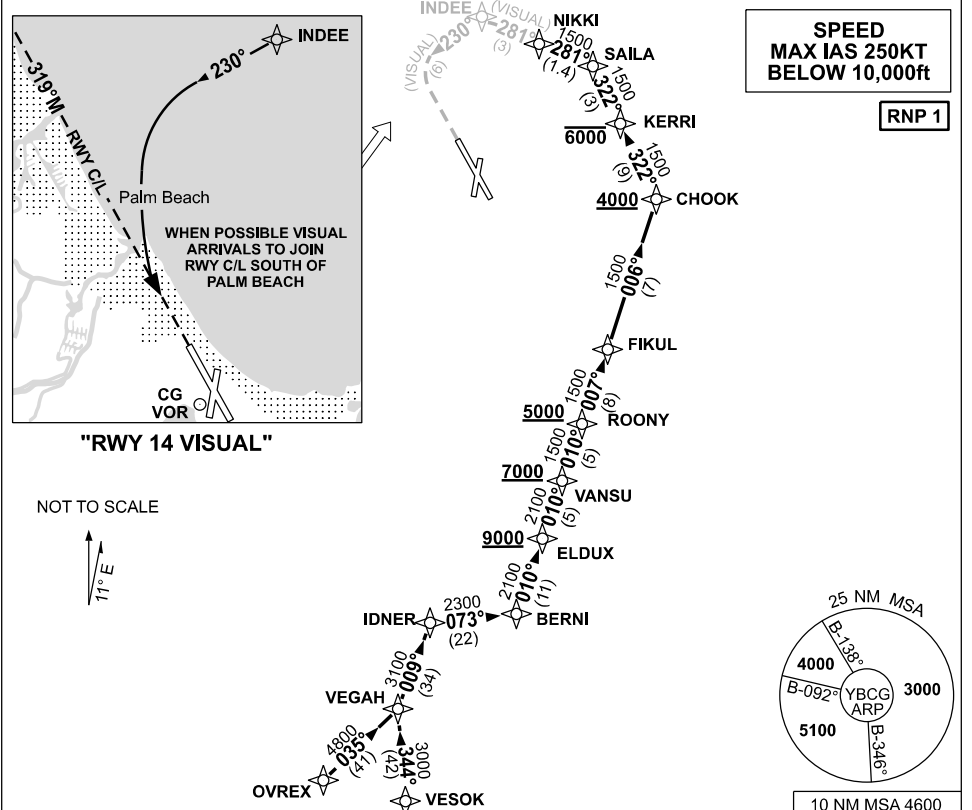 INDEE
230°
319°M
RWY C/L
Palm Beach
WHEN POSSIBLE VISUAL
ARRIVALS TO JOIN
RWY C/L SOUTH OF
PALM BEACH
CG
VOR
"RWY 14 VISUAL"
NOT TO SCALE
11° E
INDEE
(VISUAL)
281°
(3)
230°
(VISUAL)
(6)
NIKKI
1500
281°
(1.4)
SAILA
1500
322°
(3)
KERRI
6000
1500
322°
(9)
4000
CHOOK
1500
006°
(7)
FIKUL
1500
007°
(8)
5000
ROONY
1500
010°
(5)
7000
VANSU
2100
010°
(5)
9000
ELDUX
2100
010°
(11)
IDNER
2300
073°
(22)
BERNI
3100
009°
(34)
VEGAH
4800
035°
(41)
3000
344°
(42)
OVREX
VESOK
SPEED
MAX IAS 250KT
BELOW 10,000ft
RNP 1
25 NM MSA
B-138°
4000
B-092°
YBCG
ARP
3000
5100
B-346°
10 NM MSA 4600